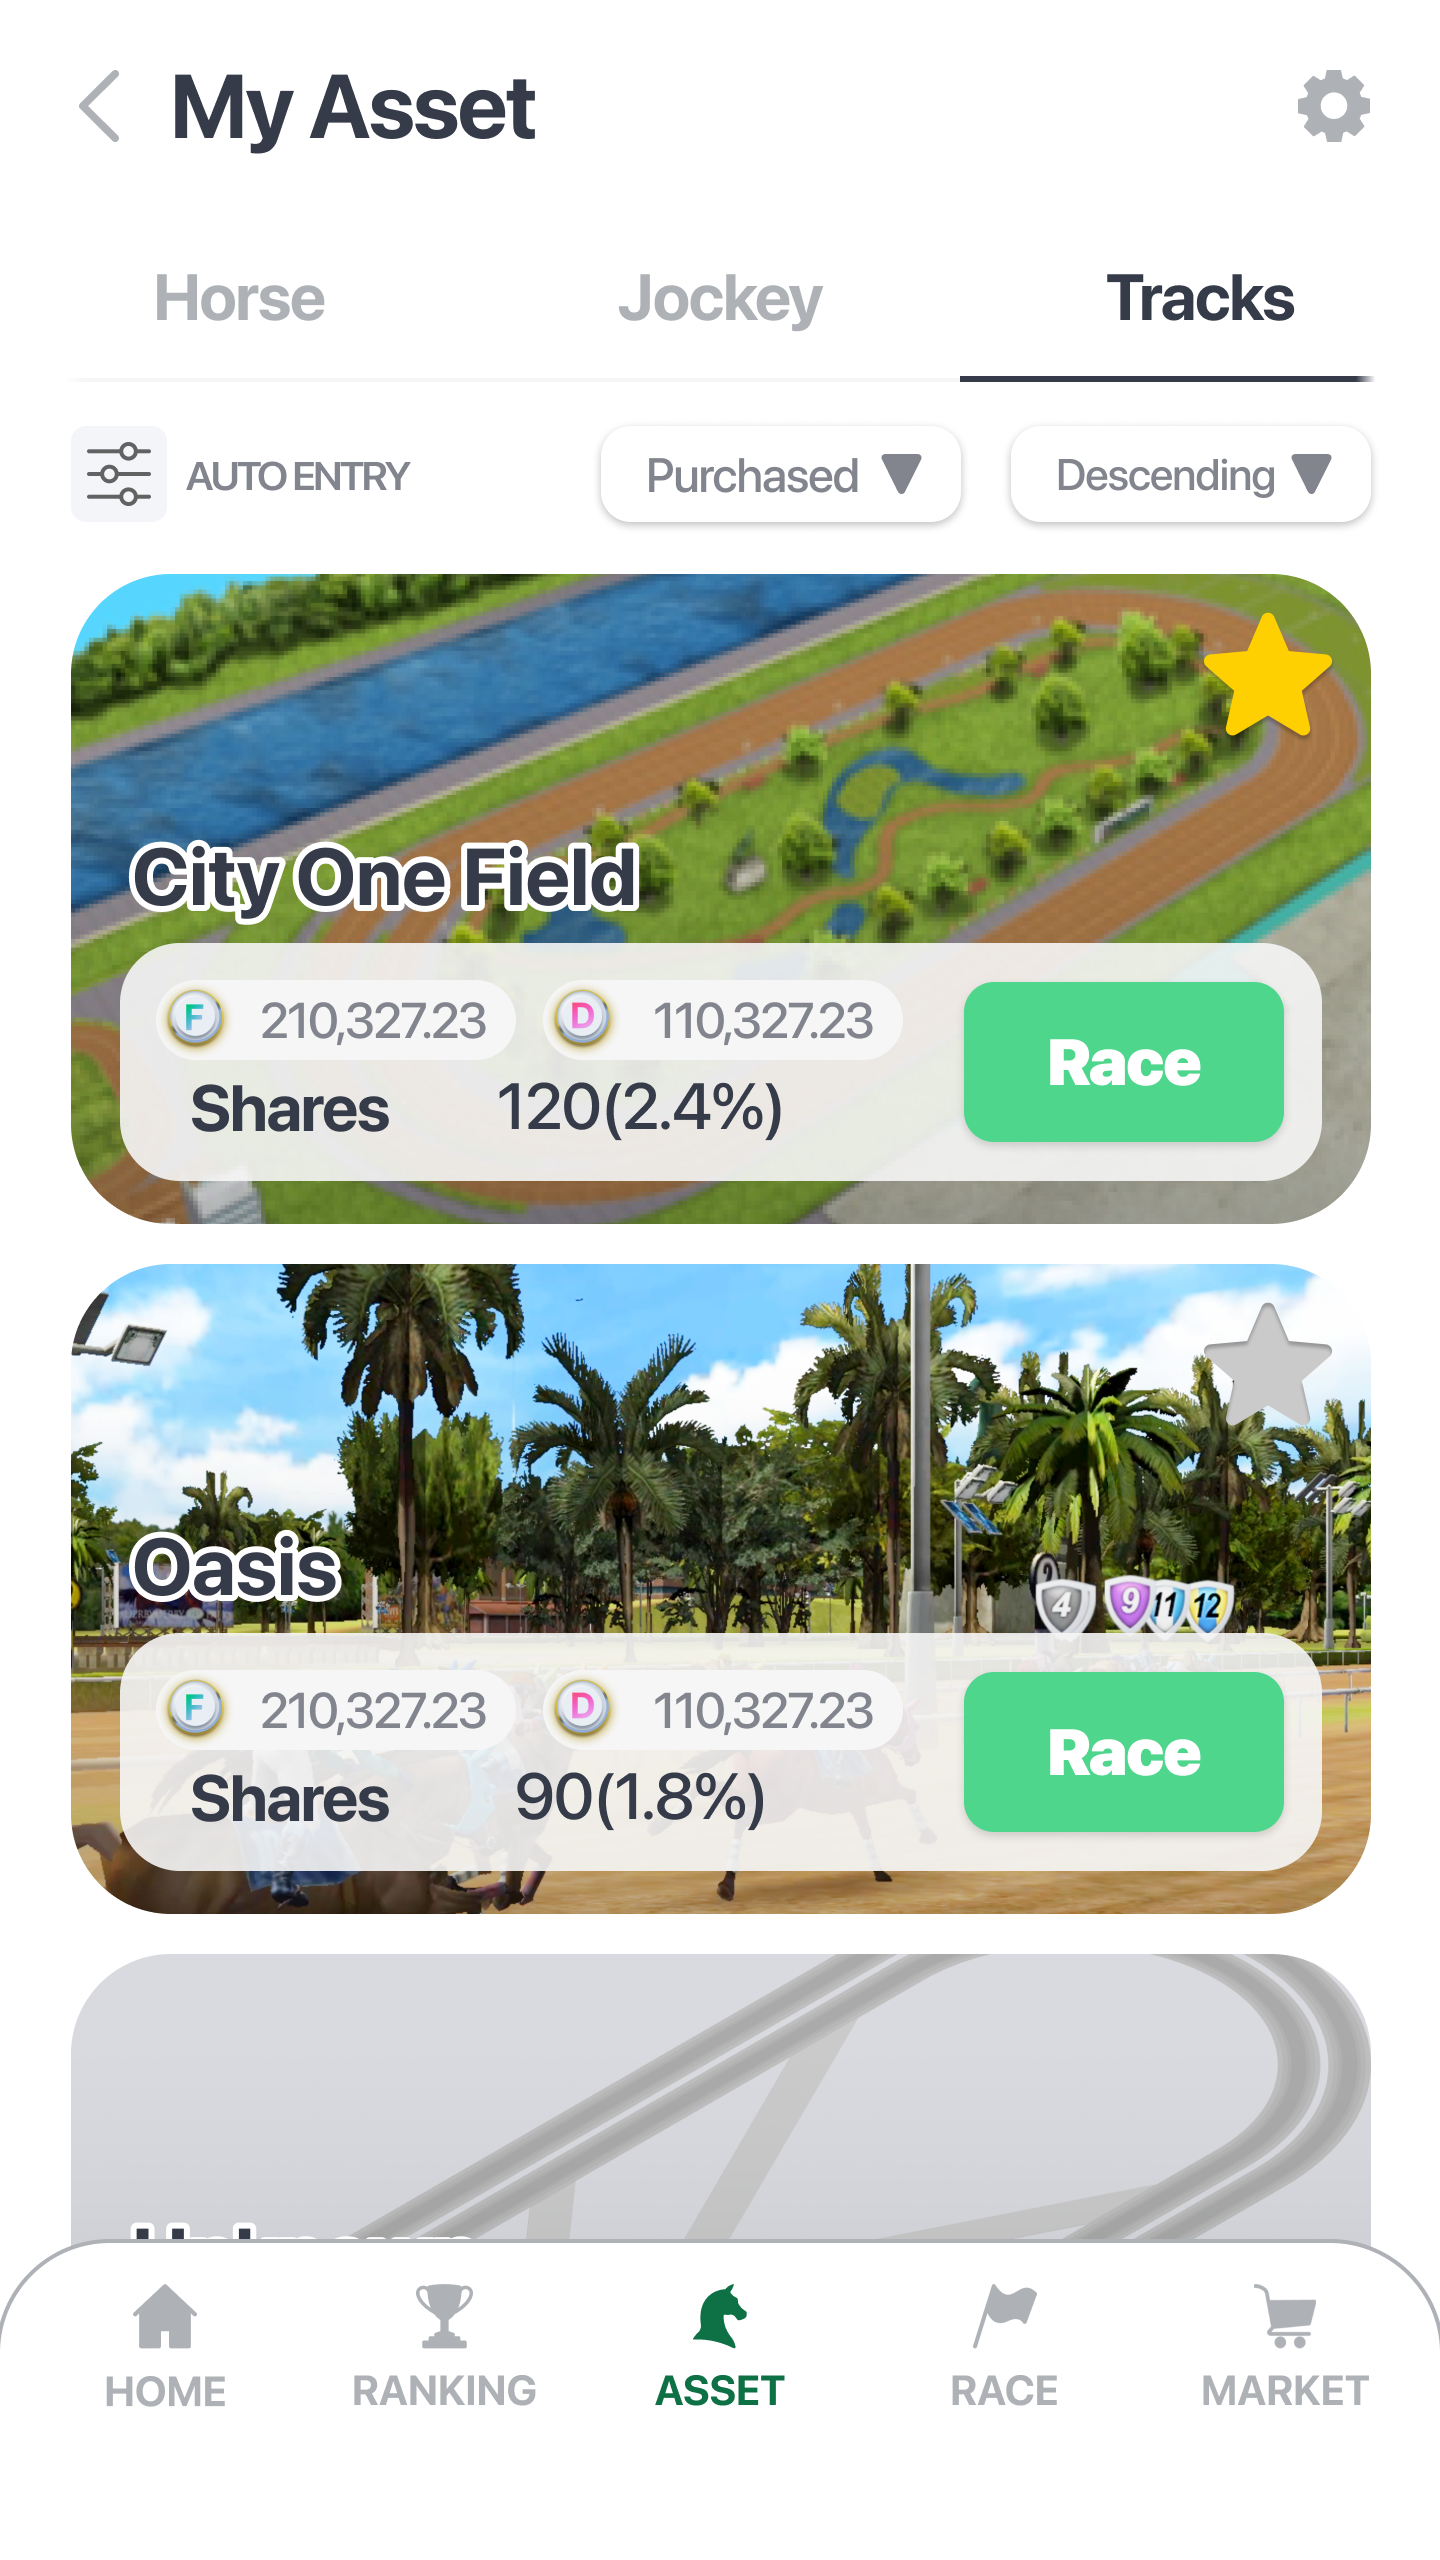 My Asset
Horse Jockey Tracks
AUTO ENTRY Purchased Descending
City One Field
F 210,327.23 D 110,327.23
Shares 120(2.4%)
Race
4 9 11 12
Oasis
F 210,327.23 D 110,327.23
Shares 90(1.8%)
Race
HOME RANKING ASSET RACE MARKET